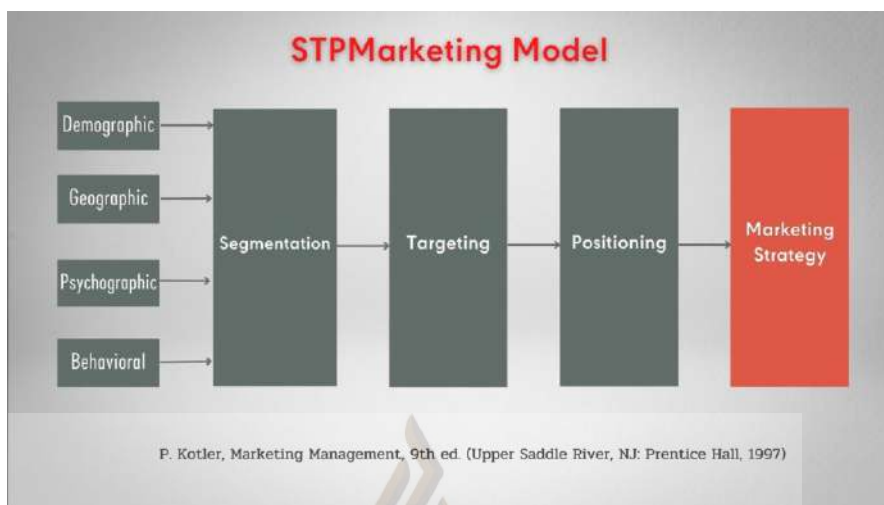 STPMarketing Model
Demographic
Geographic
Psychographic
Behavioral
Segmentation
Targeting
Positioning
Marketing
Strategy
P. Kotler, Marketing Management, 9th ed. (Upper Saddle River, NJ: Prentice Hall, 1997)